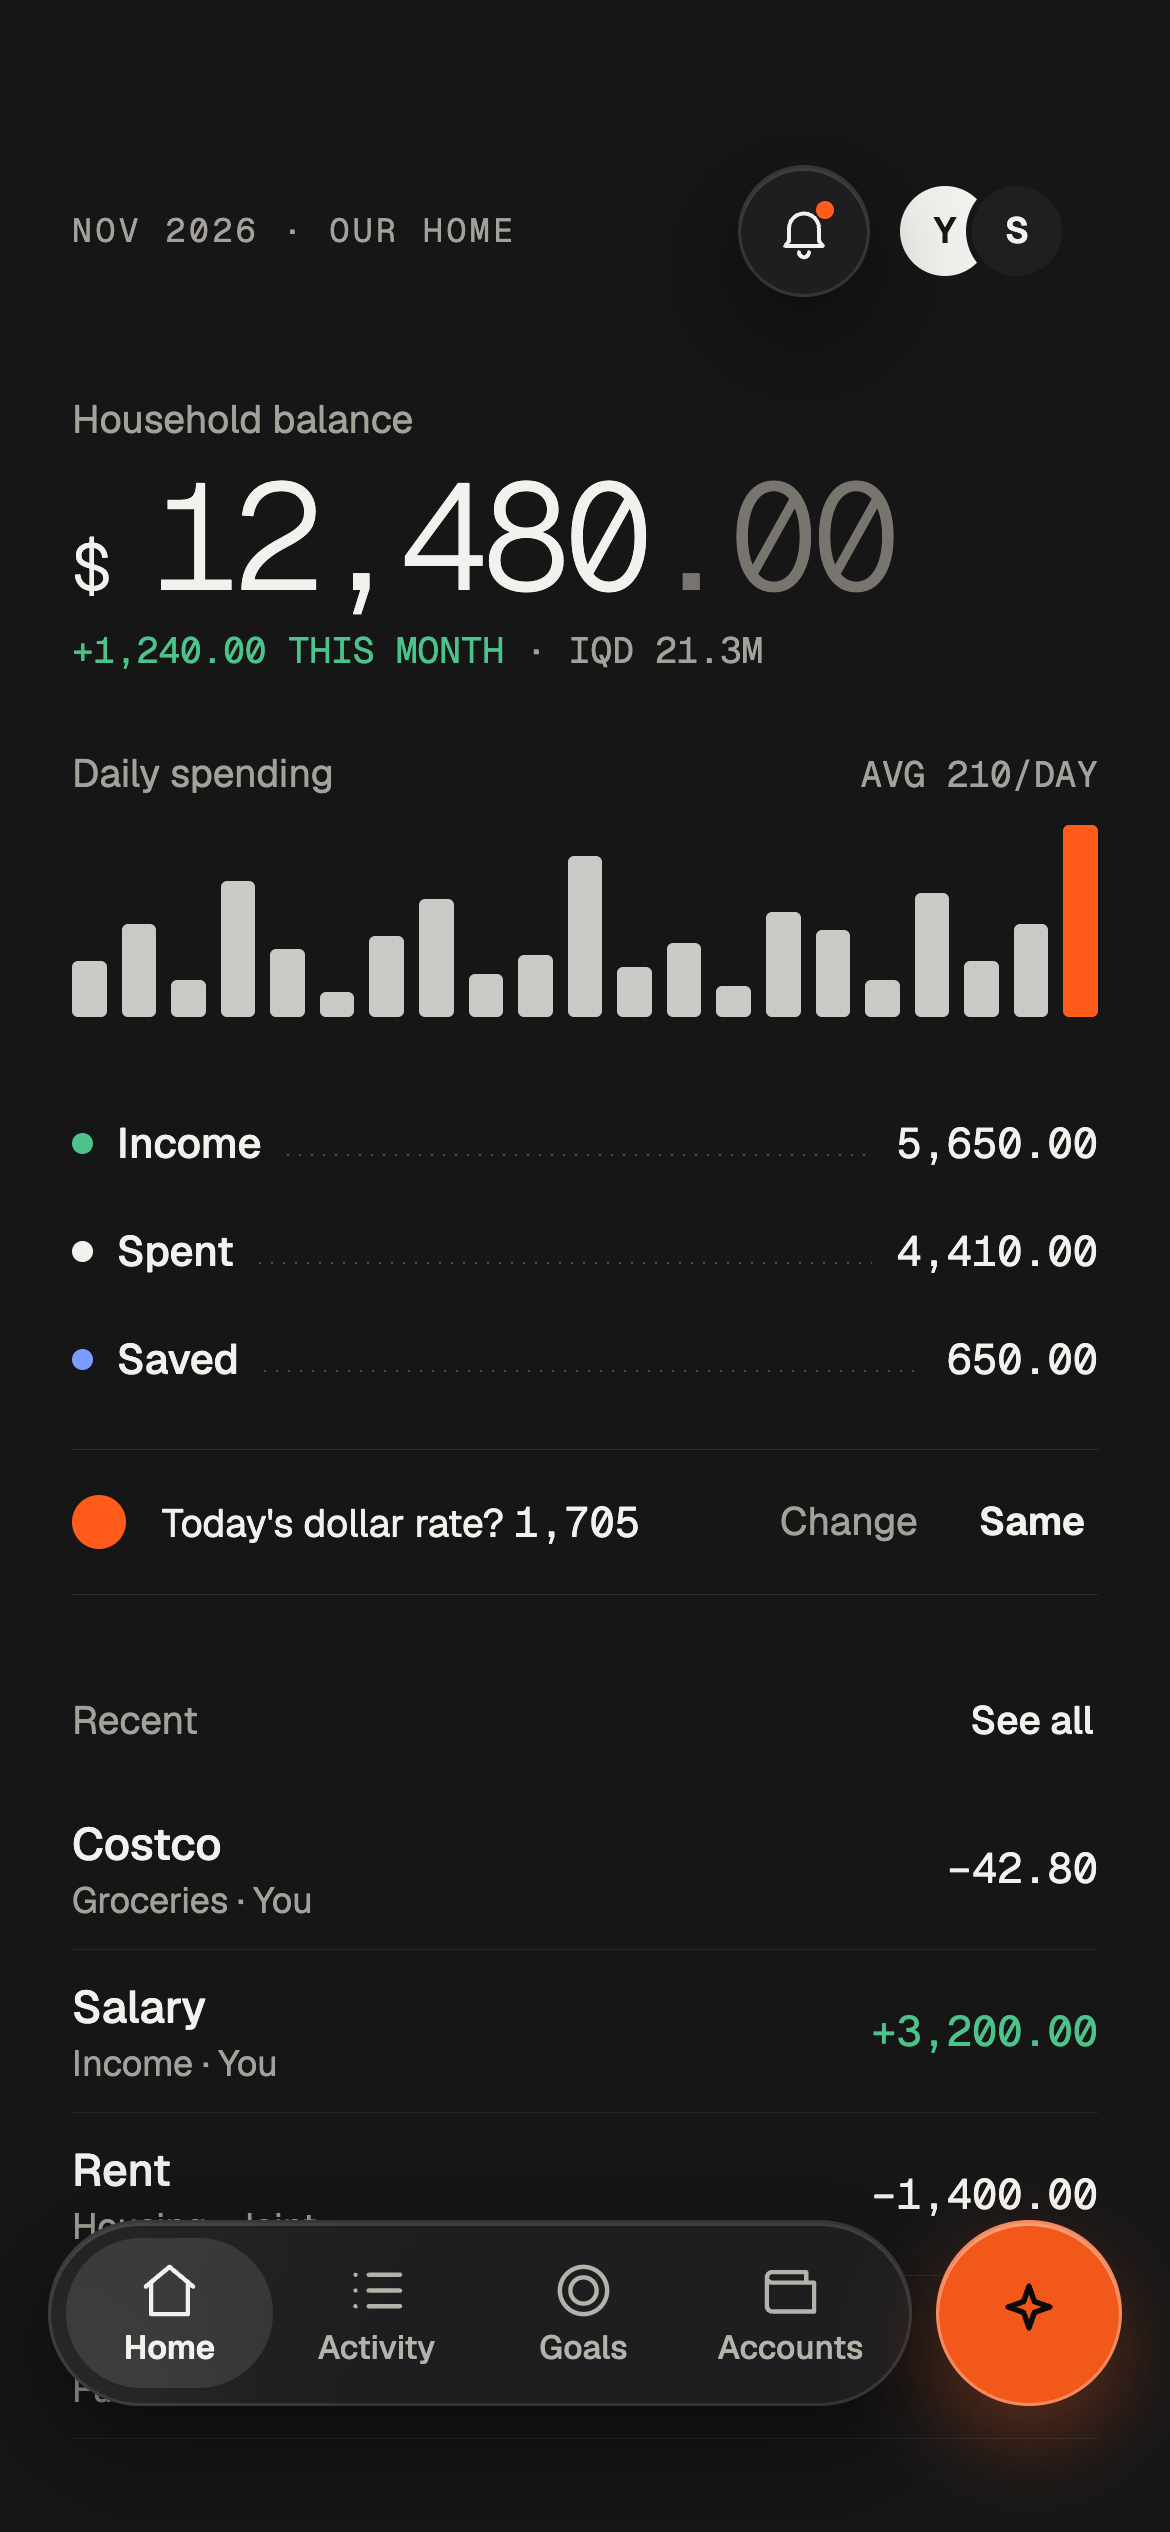 NOV 2026 · OUR HOME
Y S
Household balance
$ 12,480.00
+1,240.00 THIS MONTH · IQD 21.3M
Daily spending AVG 210/DAY
Income 5,650.00
Spent 4,410.00
Saved 650.00
Today's dollar rate? 1,705 Change Same
Recent See all
Costco
−42.80
Groceries · You
Salary
+3,200.00
Income · You
Rent
−1,400.00
Home Activity Goals Accounts